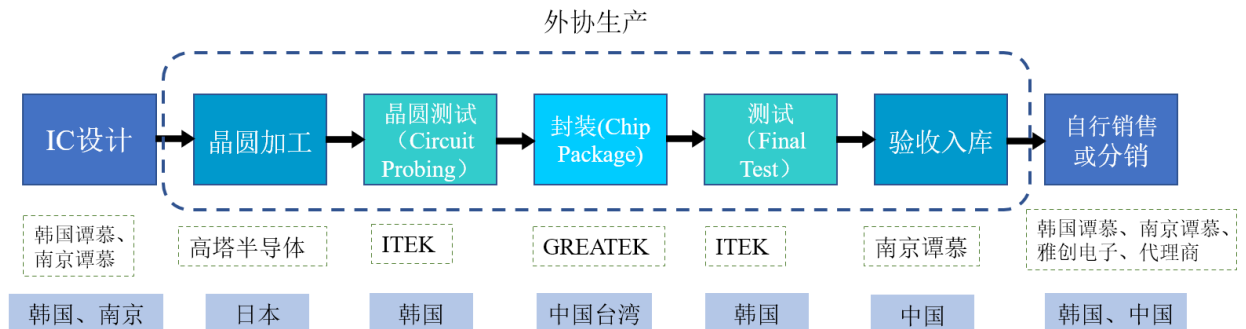 外协生产
IC设计
晶圆加工
晶圆测试
（Circuit
Probing）
封装(Chip
Package)
测试
（Final
Test）
验收入库
自行销售
或分销
韩国谭慕、
南京谭慕
高塔半导体
ITEK
GREATEK
ITEK
南京谭慕
韩国谭慕、南京谭慕、
雅创电子、代理商
韩国、南京
日本
韩国
中国台湾
韩国
中国
韩国、中国